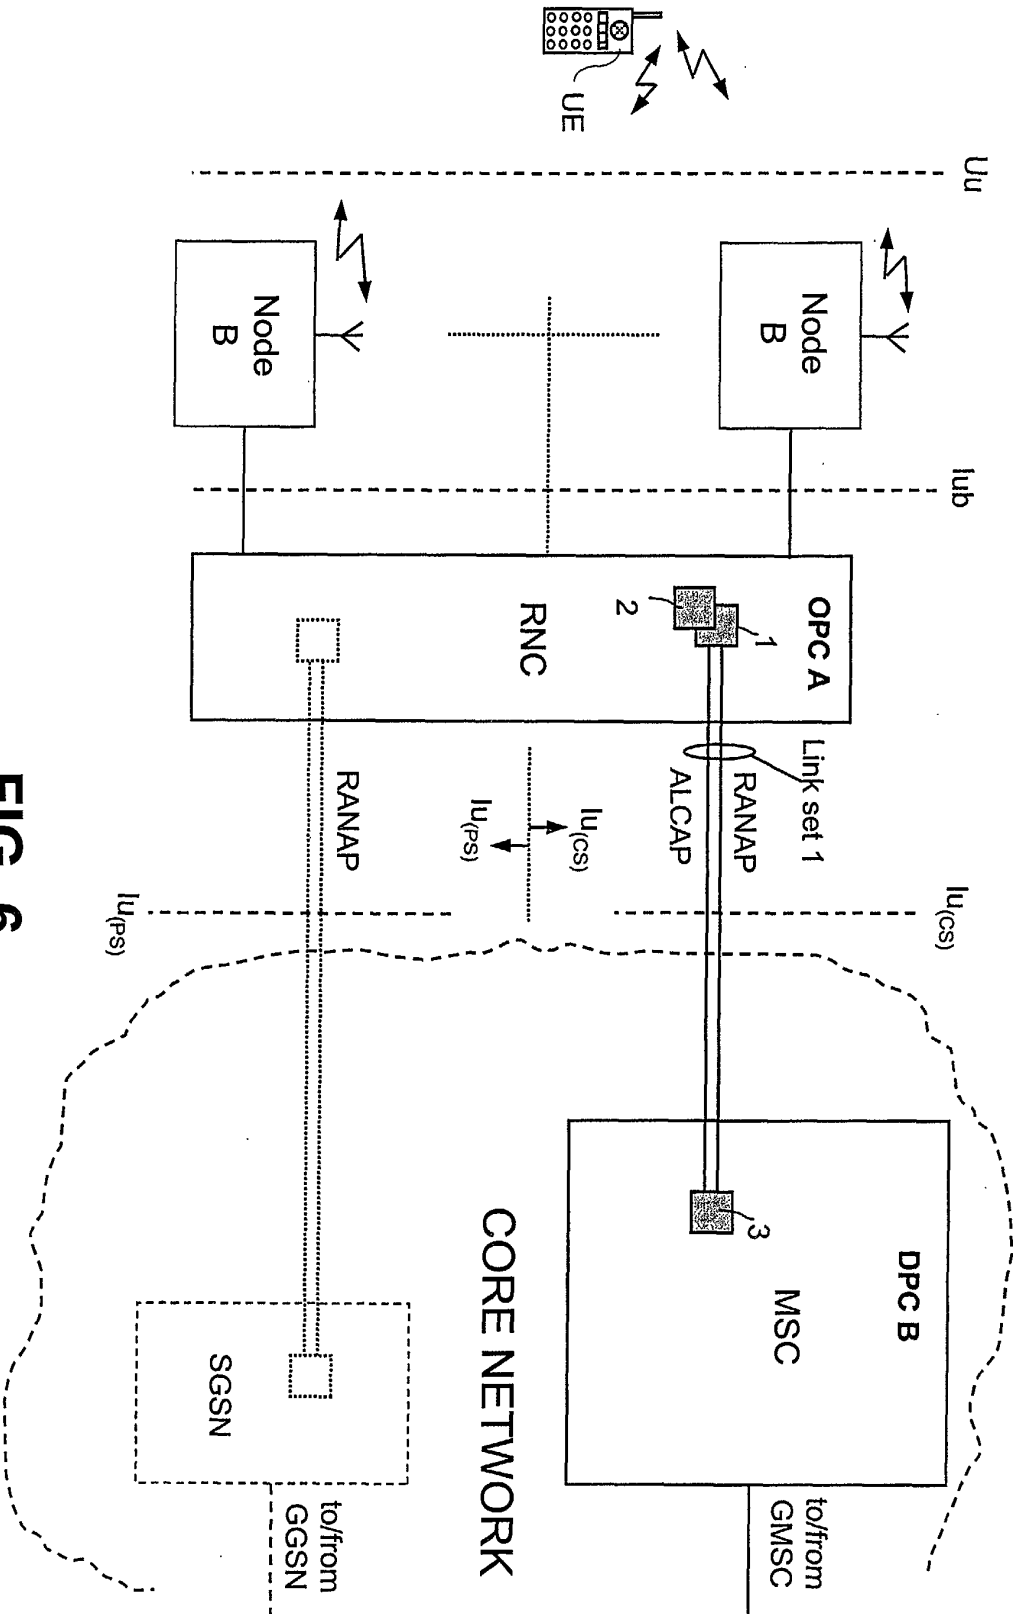 UE
Uu
Node
B
Node
B
Iub
OPC A
1
2
RNC
Link set 1
RANAP
ALCAP
Iu(CS)
Iu(PS)
RANAP
Iu(CS)
Iu(PS)
DPC B
MSC
3
CORE NETWORK
SGSN
to/from
GMSC
to/from
GGSN
FIG. 6